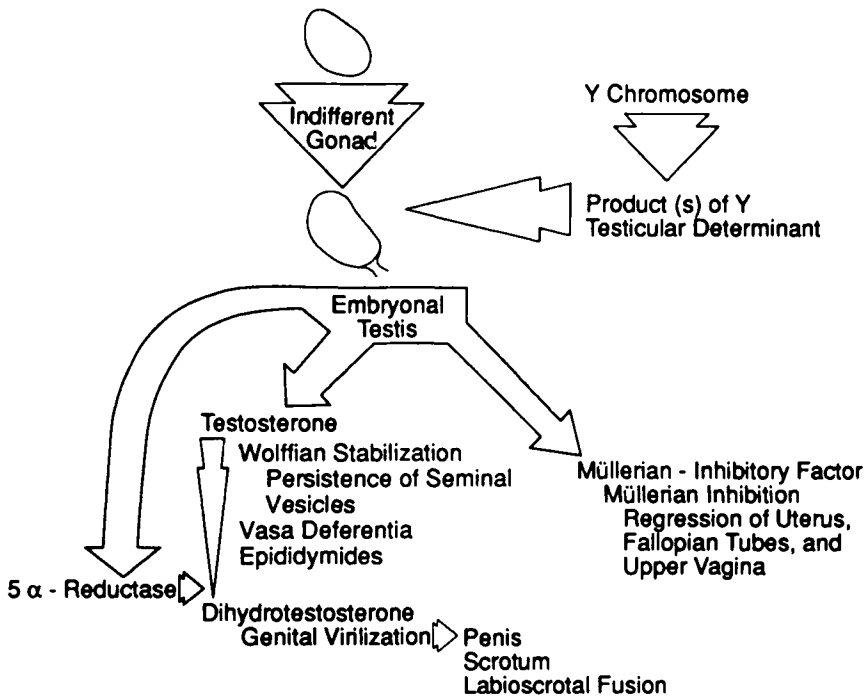 Indifferent
Gonad
Y Chromosome
Product (s) of Y
Testicular Determinant
Embryonal
Testis
Testosterone
Wolffian Stabilization
Persistence of Seminal
Vesicles
Vasa Deferentia
Epididymides
Müllerian - Inhibitory Factor
Müllerian Inhibition
Regression of Uterus,
Fallopian Tubes, and
Upper Vagina
5 α - Reductase
Dihydrotestosterone
Genital Virilization
Penis
Scrotum
Labioscrotal Fusion